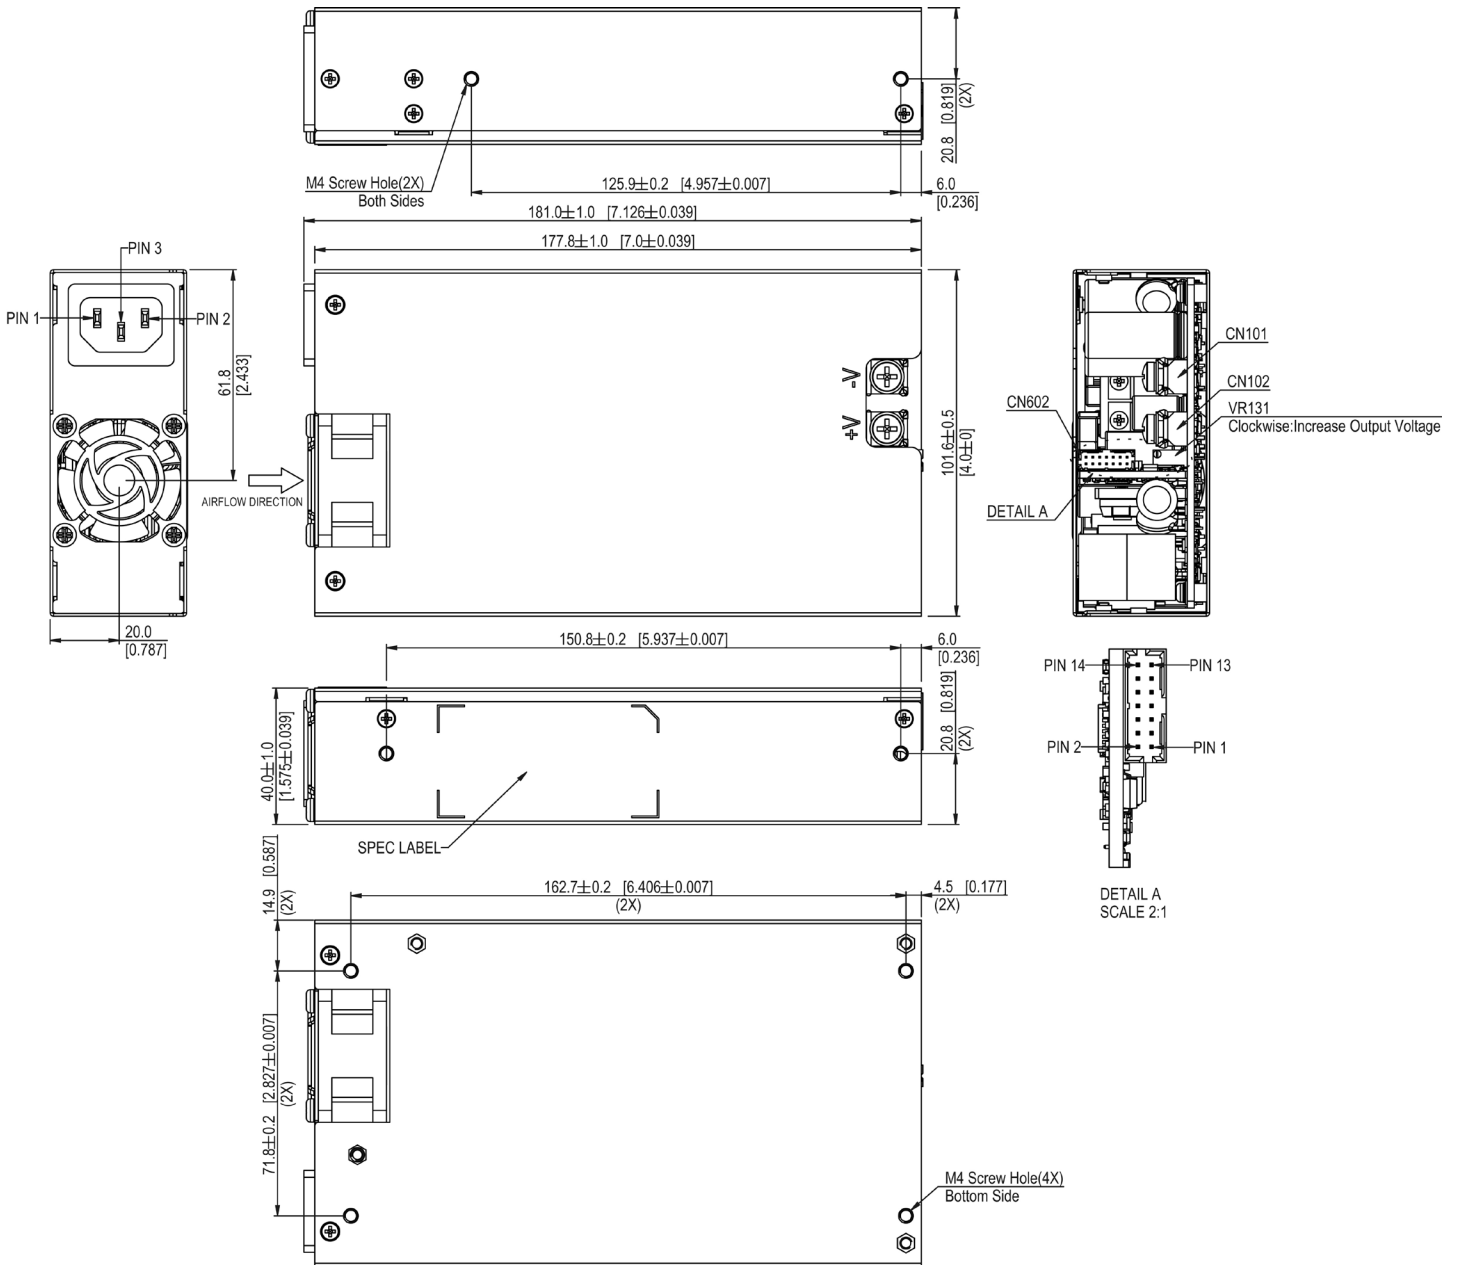 20.8 [0.819]
(2X)
M4 Screw Hole(2X)
Both Sides
125.9±0.2 [4.957±0.007]
6.0
[0.236]
181.0±1.0 [7.126±0.039]
177.8±1.0 [7.0±0.039]
PIN 3
PIN 1
PIN 2
61.8
[2.433]
AIRFLOW DIRECTION
20.0
[0.787]
-V
+V
101.6±0.5
[4.0±0]
CN101
CN102
CN602
VR131
Clockwise:Increase Output Voltage
DETAIL A
150.8±0.2 [5.937±0.007]
6.0
[0.236]
20.8 [0.819]
(2X)
40.0±1.0
[1.575±0.039]
SPEC LABEL
PIN 14
PIN 13
PIN 2
PIN 1
DETAIL A
SCALE 2:1
14.9 [0.587]
(2X)
162.7±0.2 [6.406±0.007]
(2X)
4.5 [0.177]
(2X)
71.8±0.2 [2.827±0.007]
(2X)
M4 Screw Hole(4X)
Bottom Side